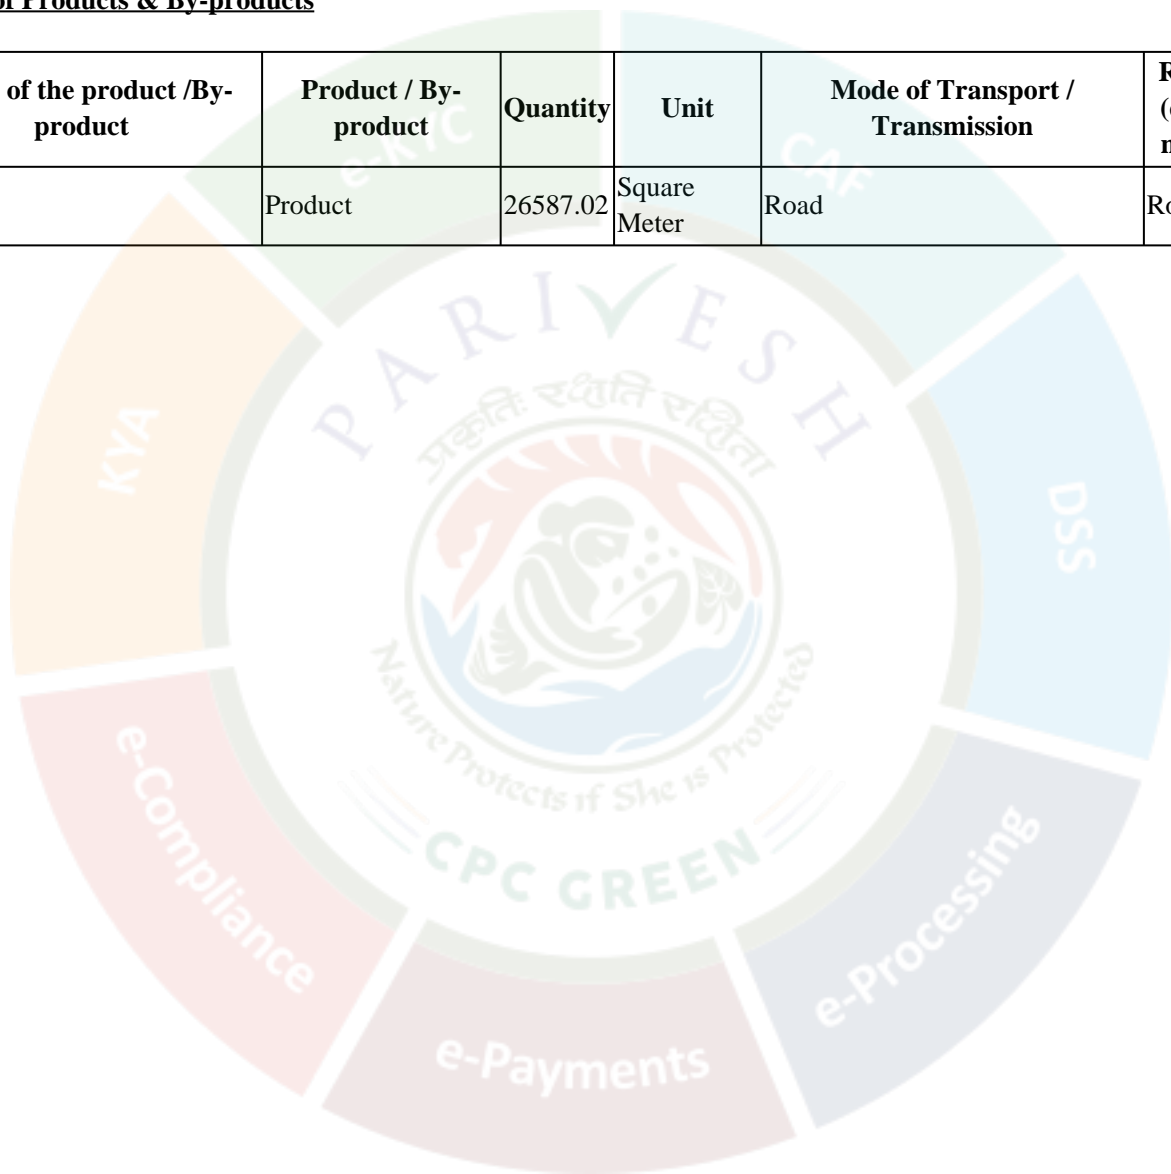 of Products & By-products
of the product /By-product
Product / By-product
Quantity
Unit
Mode of Transport / Transmission
Product
26587.02
Square Meter
Road
e-KYC
CAF
KYA
DSS
PARIVESH
प्रकृतिः रक्षति रक्षिता
Nature Protects if She is Protected
CPC GREEN
e-Compliance
e-Processing
e-Payments